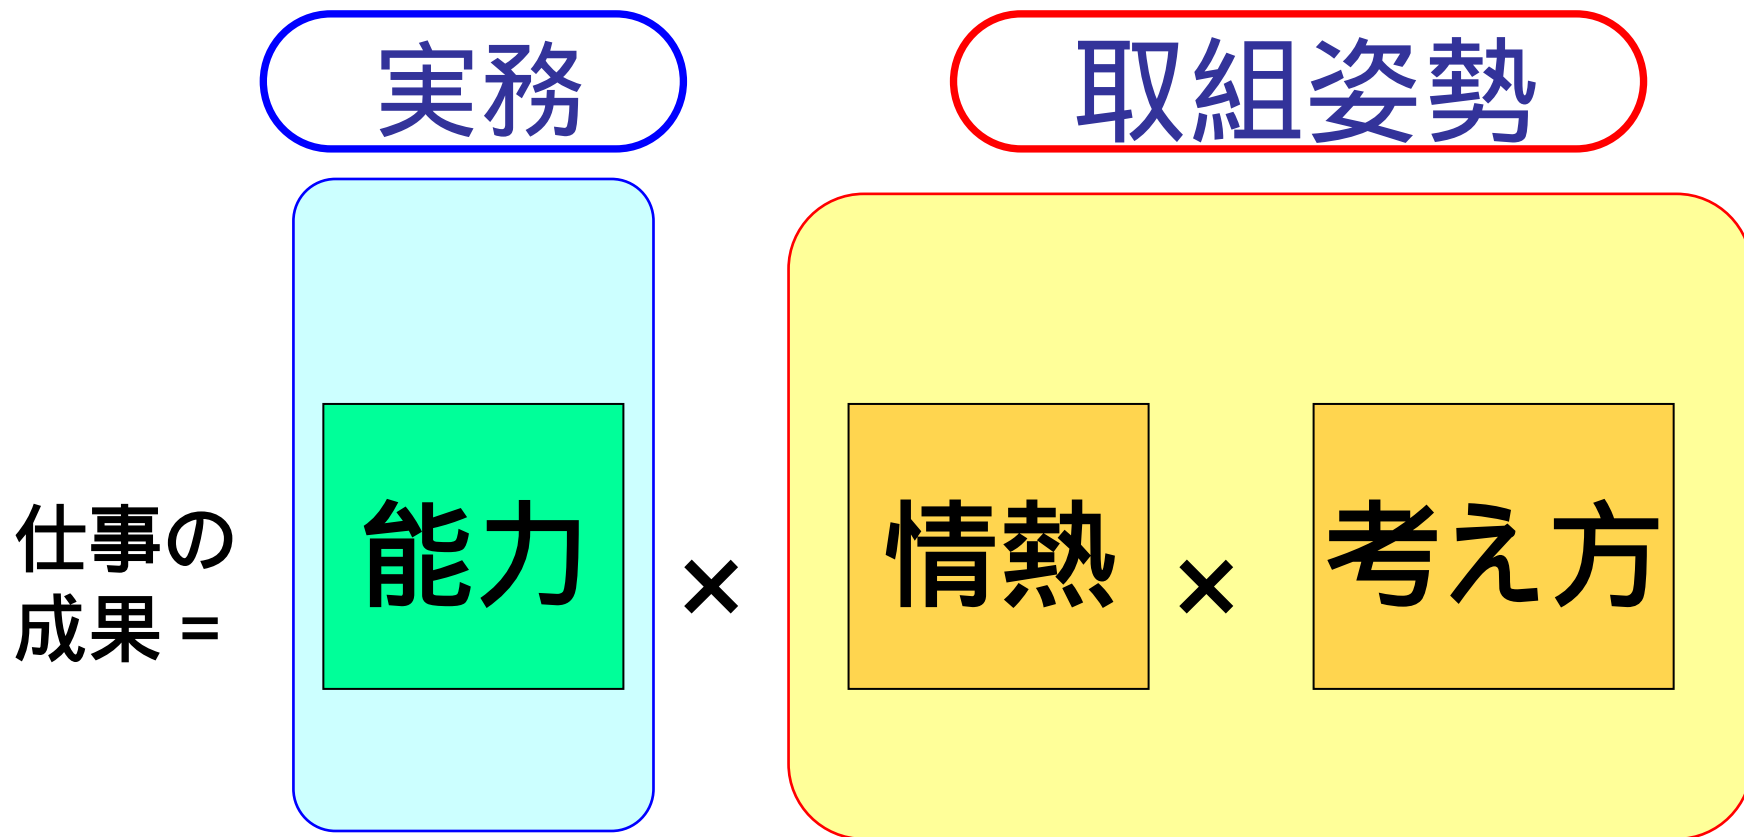 実務
取組姿勢
仕事の
成果 =
能力
×
情熱
×
考え方